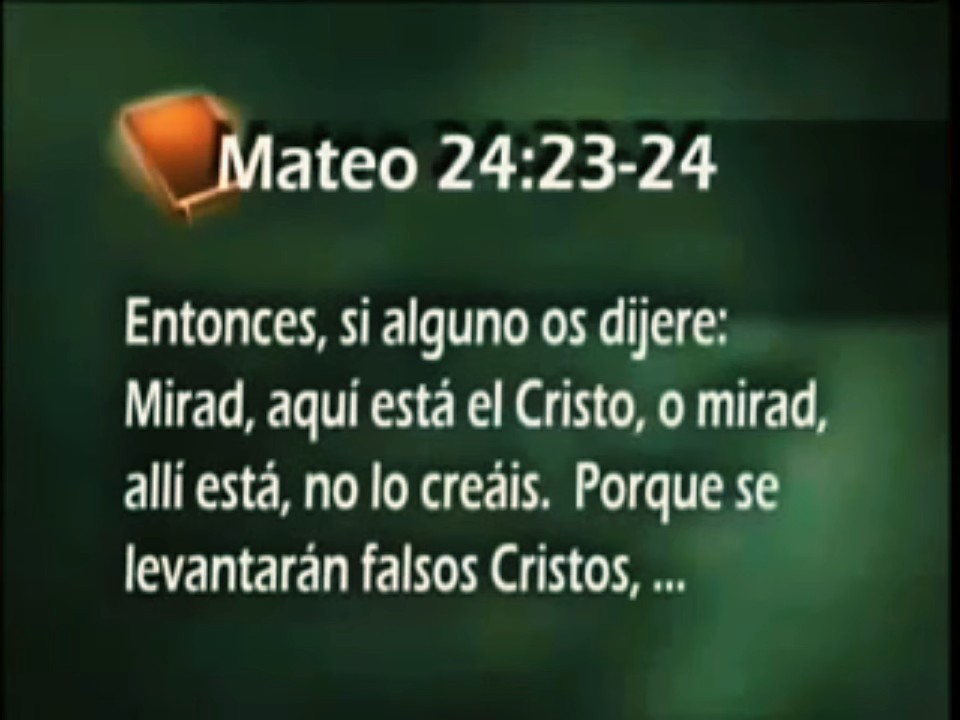 Mateo 24:23-24
Entonces, si alguno os dijere:
Mirad, aquí está el Cristo, o mirad,
allí está, no lo creáis. Porque se
levantarán falsos Cristos, ...